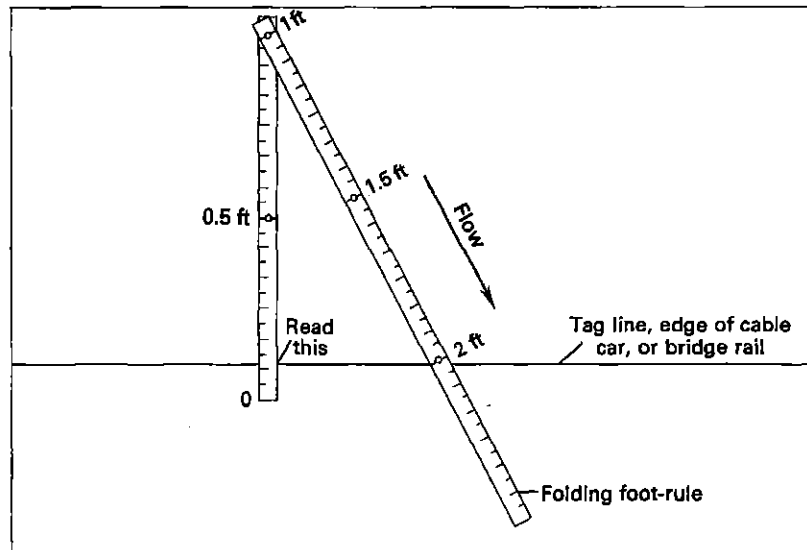 1 ft
1.5 ft
0.5 ft
Flow
Read
this
Tag line, edge of cable
car, or bridge rail
2 ft
0
Folding foot-rule